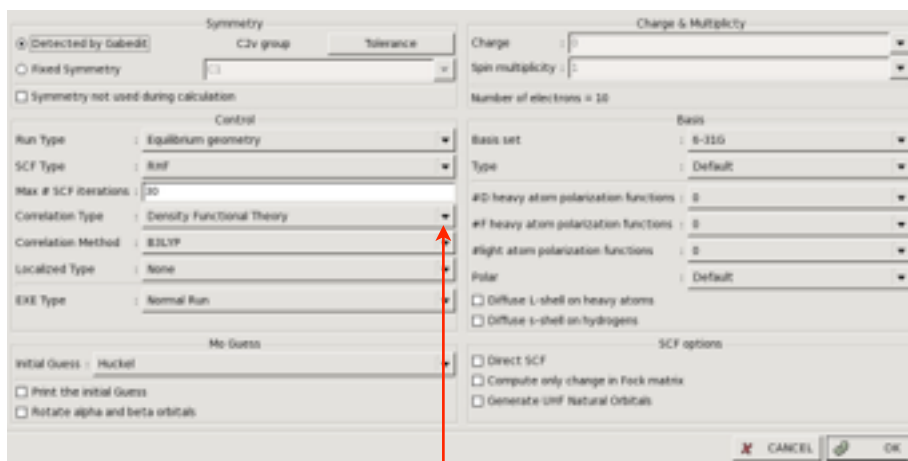 Symmetry
Detected by Gabedit C2v group Tolerance
Fixed Symmetry C1
Symmetry not used during calculation
Control
Run Type : Equilibrium geometry
SCF Type : RHF
Max # SCF iterations : 30
Correlation Type : Density Functional Theory
Correlation Method : B3LYP
Localized Type : None
EXE Type : Normal Run
Mo Guess
Initial Guess : Huckel
Print the initial Guess
Rotate alpha and beta orbitals
Charge & Multiplicty
Charge : 0
Spin multiplicity : 1
Number of electrons = 10
Basis
Basis set : 6-31G
Type : Default
#D heavy atom polarization functions : 0
#F heavy atom polarization functions : 0
#light atom polarization functions : 0
Polar : Default
Diffuse L-shell on heavy atoms
Diffuse s-shell on hydrogens
SCF options
Direct SCF
Compute only change in Fock matrix
Generate UHF Natural Orbitals
CANCEL OK